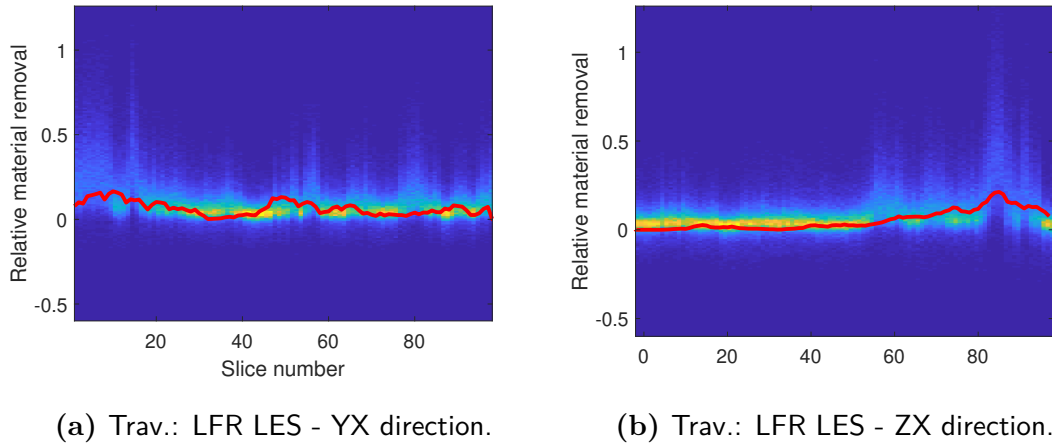 Relative material removal
1
0.5
0
-0.5
20 40 60 80
Slice number
(a) Trav.: LFR LES - YX direction.
Relative material removal
1
0.5
0
-0.5
0 20 40 60 80
(b) Trav.: LFR LES - ZX direction.